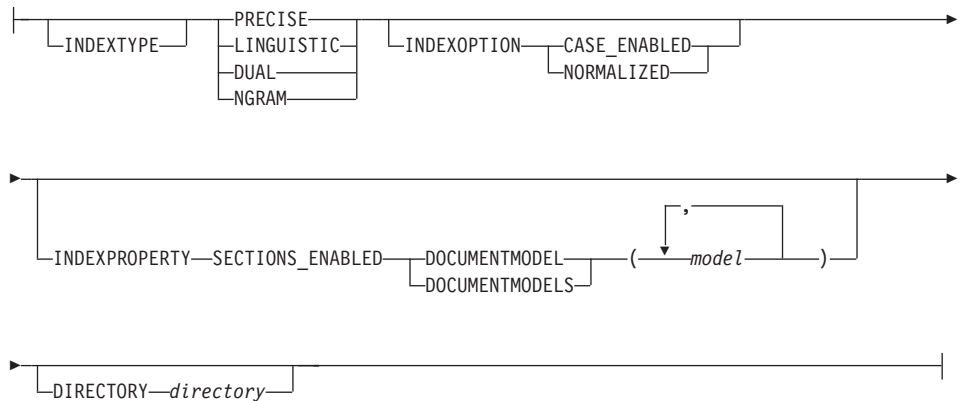 PRECISE
INDEXTYPE LINGUISTIC INDEXOPTION CASE_ENABLED
DUAL NORMALIZED
NGRAM
,
INDEXPROPERTY SECTIONS_ENABLED DOCUMENTMODEL ( model )
DOCUMENTMODELS
DIRECTORY directory